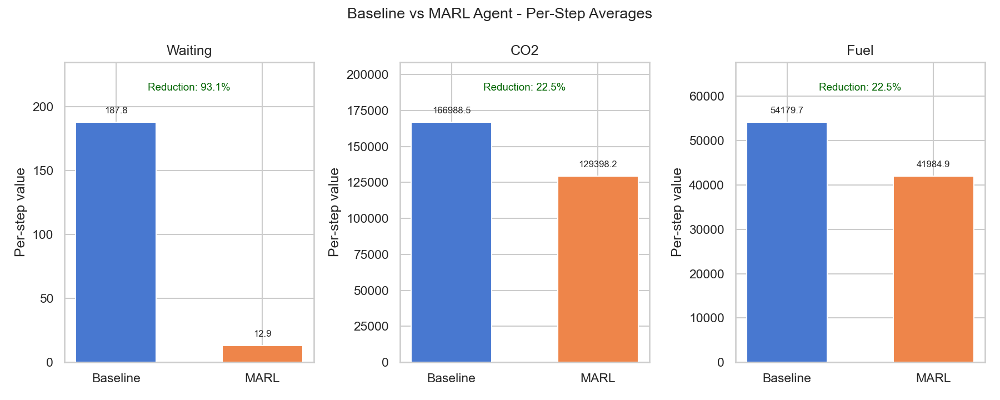 Baseline vs MARL Agent - Per-Step Averages
Waiting
Reduction: 93.1%
Per-step value
200
150
100
50
0
187.8
12.9
Baseline
MARL
CO2
Reduction: 22.5%
Per-step value
200000
175000
150000
125000
100000
75000
50000
25000
0
166988.5
129398.2
Baseline
MARL
Fuel
Reduction: 22.5%
Per-step value
60000
50000
40000
30000
20000
10000
0
54179.7
41984.9
Baseline
MARL